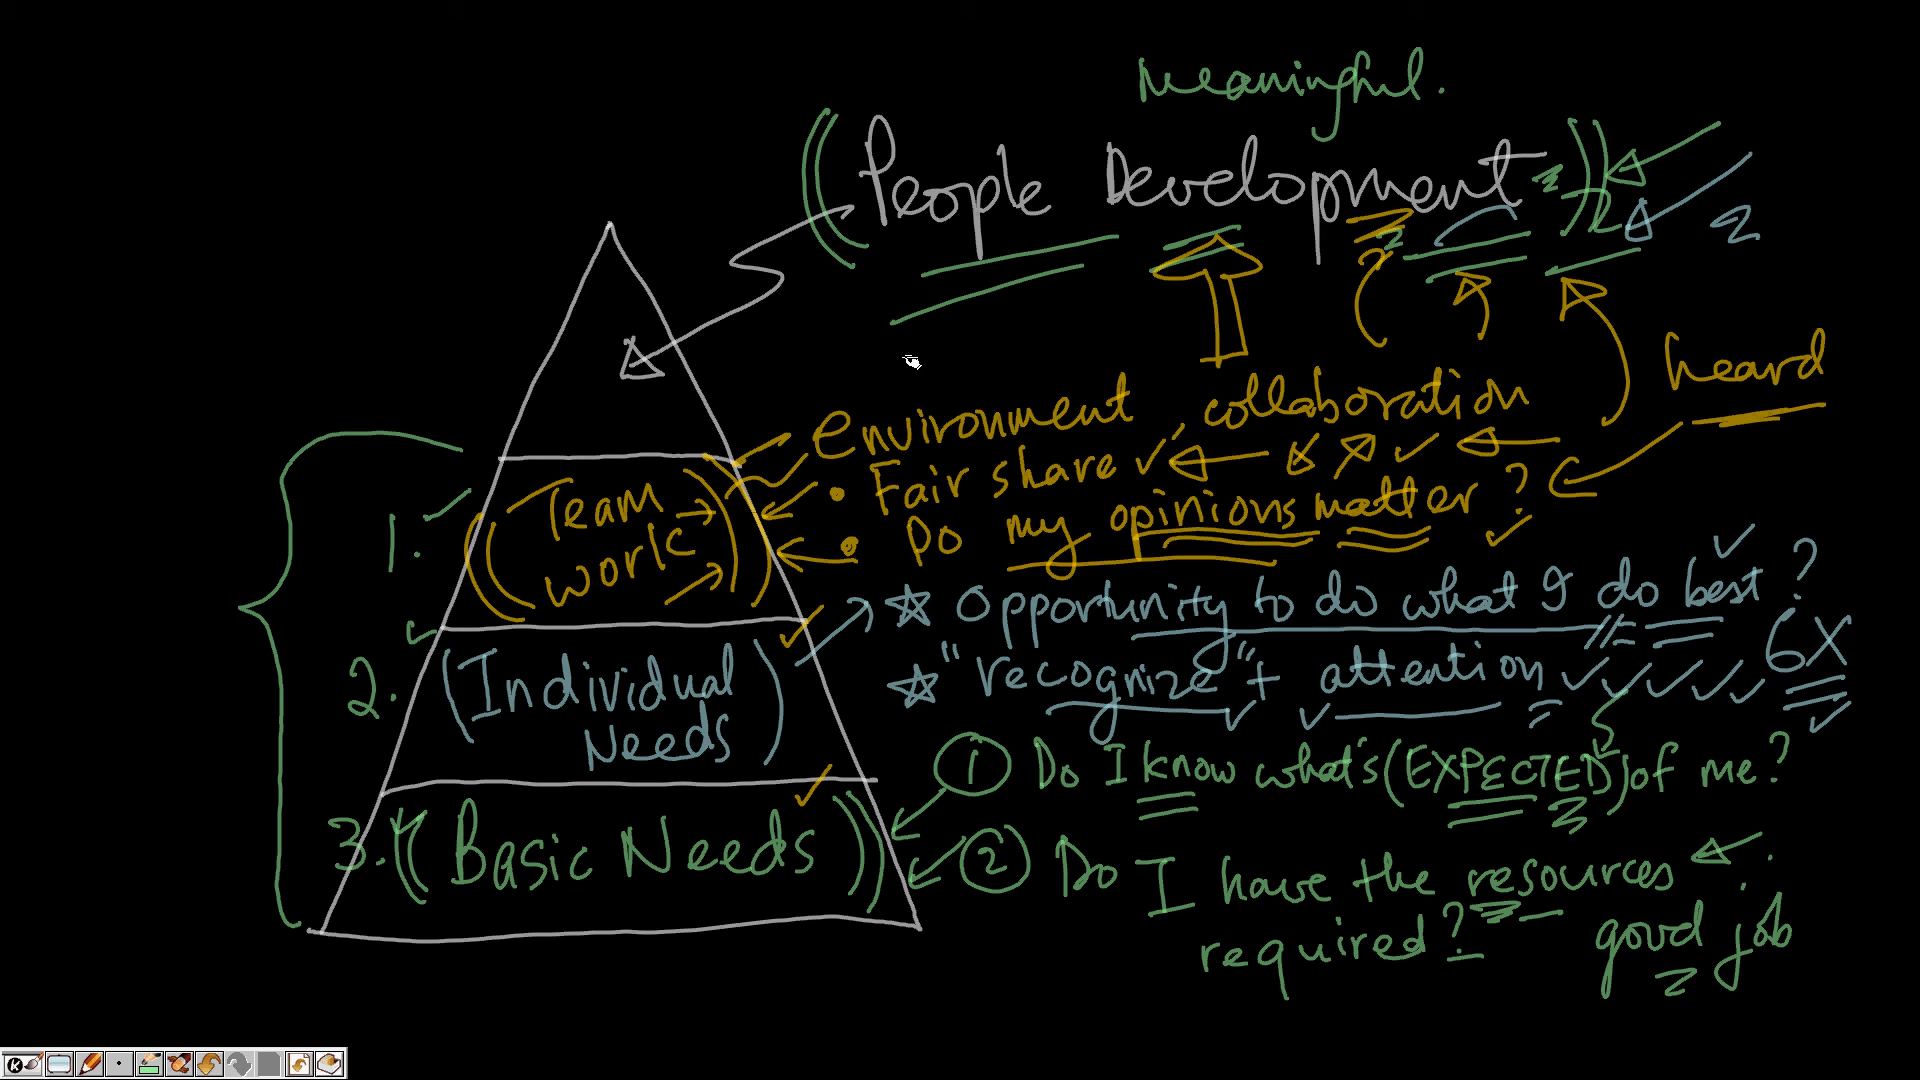 Meaningful.
People Development
heard
environment, collaboration
• Fair share
• Do my opinions matter?
1.
Team
work
Opportunity to do what I do best?
6X
2.
(Individual
Needs)
"recognize" + attention
1 Do I know what's (EXPECTED) of me?
3. (Basic Needs)
2 Do I have the resources
required?
good job